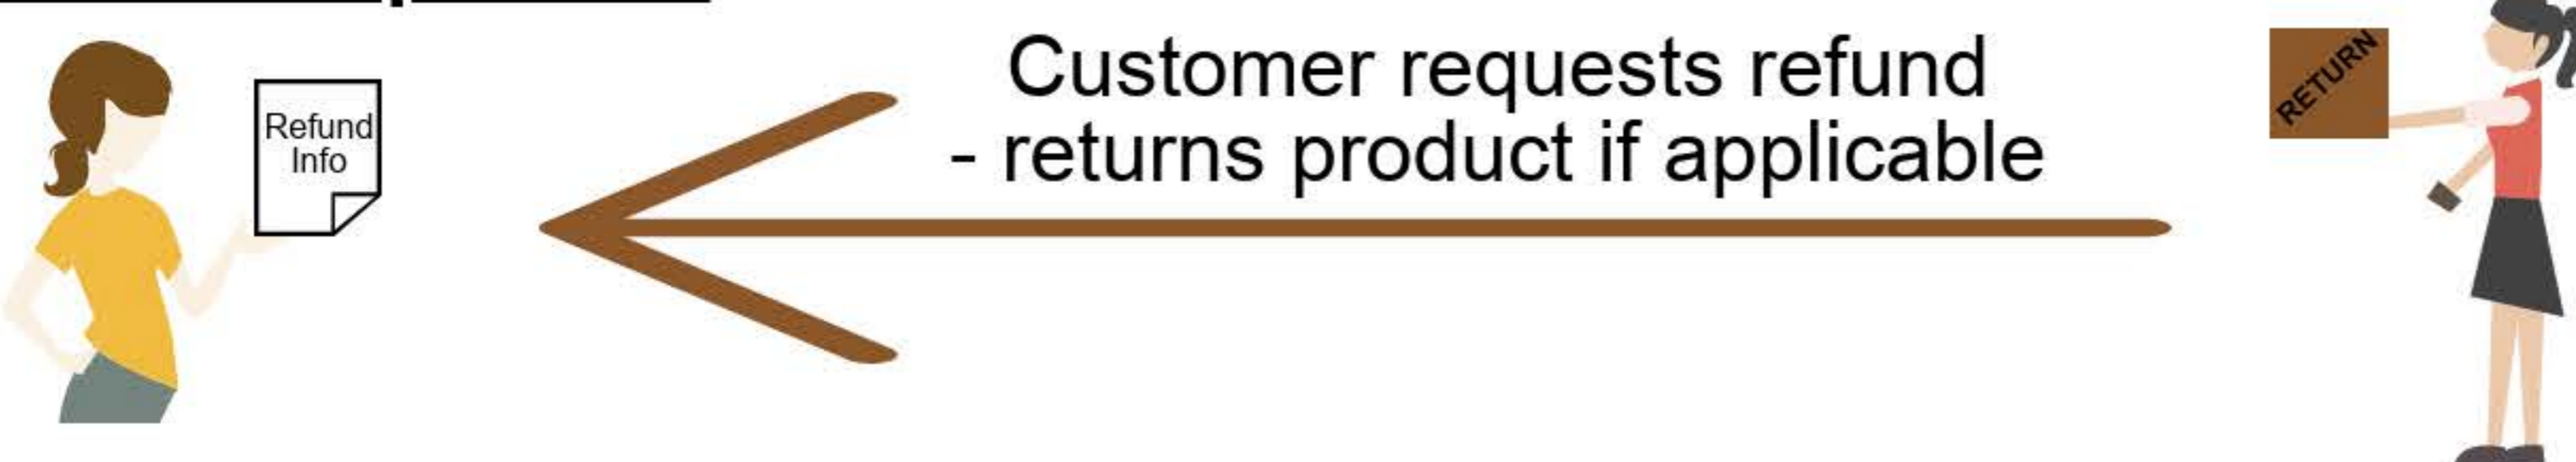 Customer requests refund
- returns product if applicable
Refund
Info
RETURN